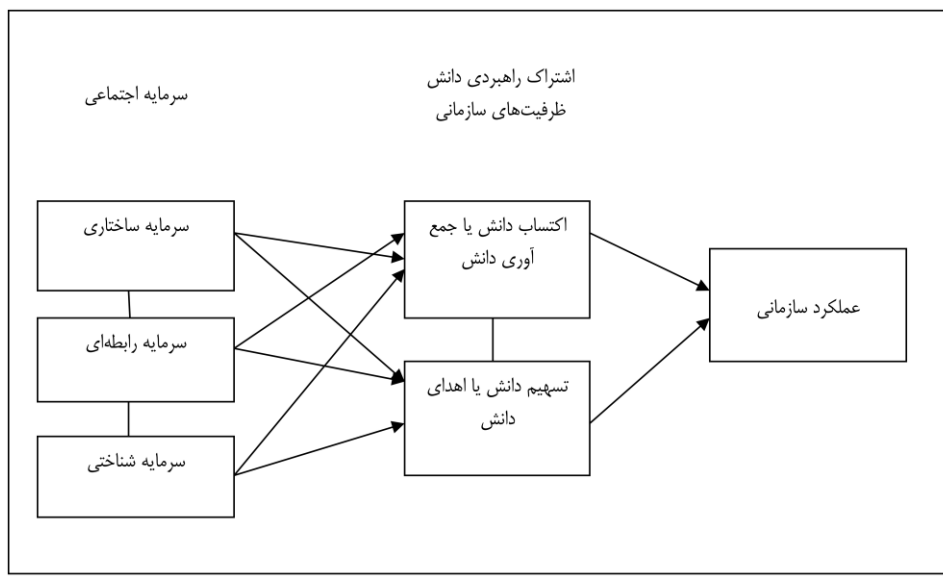 اشتراک راهبردی دانش
ظرفیت‌های سازمانی
سرمایه اجتماعی
سرمایه ساختاری
سرمایه رابطه‌ای
سرمایه شناختی
اکتساب دانش یا جمع
آوری دانش
تسهیم دانش یا اهدای
دانش
عملکرد سازمانی